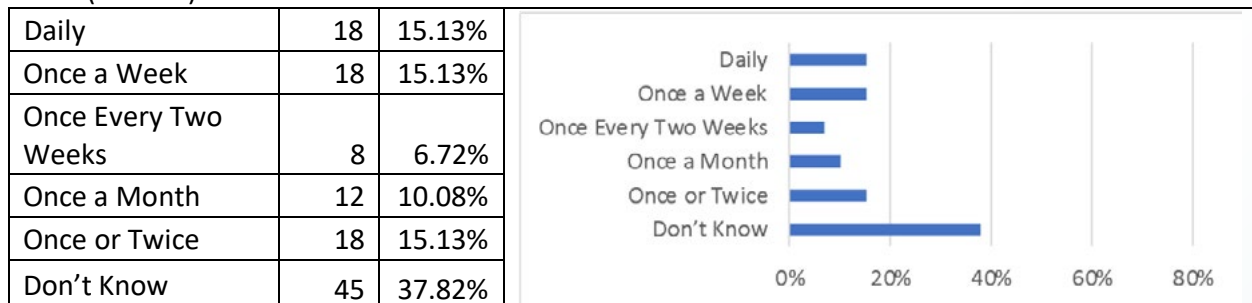 Daily 18 15.13%
Once a Week 18 15.13%
Once Every Two
Weeks 8 6.72%
Once a Month 12 10.08%
Once or Twice 18 15.13%
Don’t Know 45 37.82%
Daily
Once a Week
Once Every Two Weeks
Once a Month
Once or Twice
Don’t Know
0% 20% 40% 60% 80%